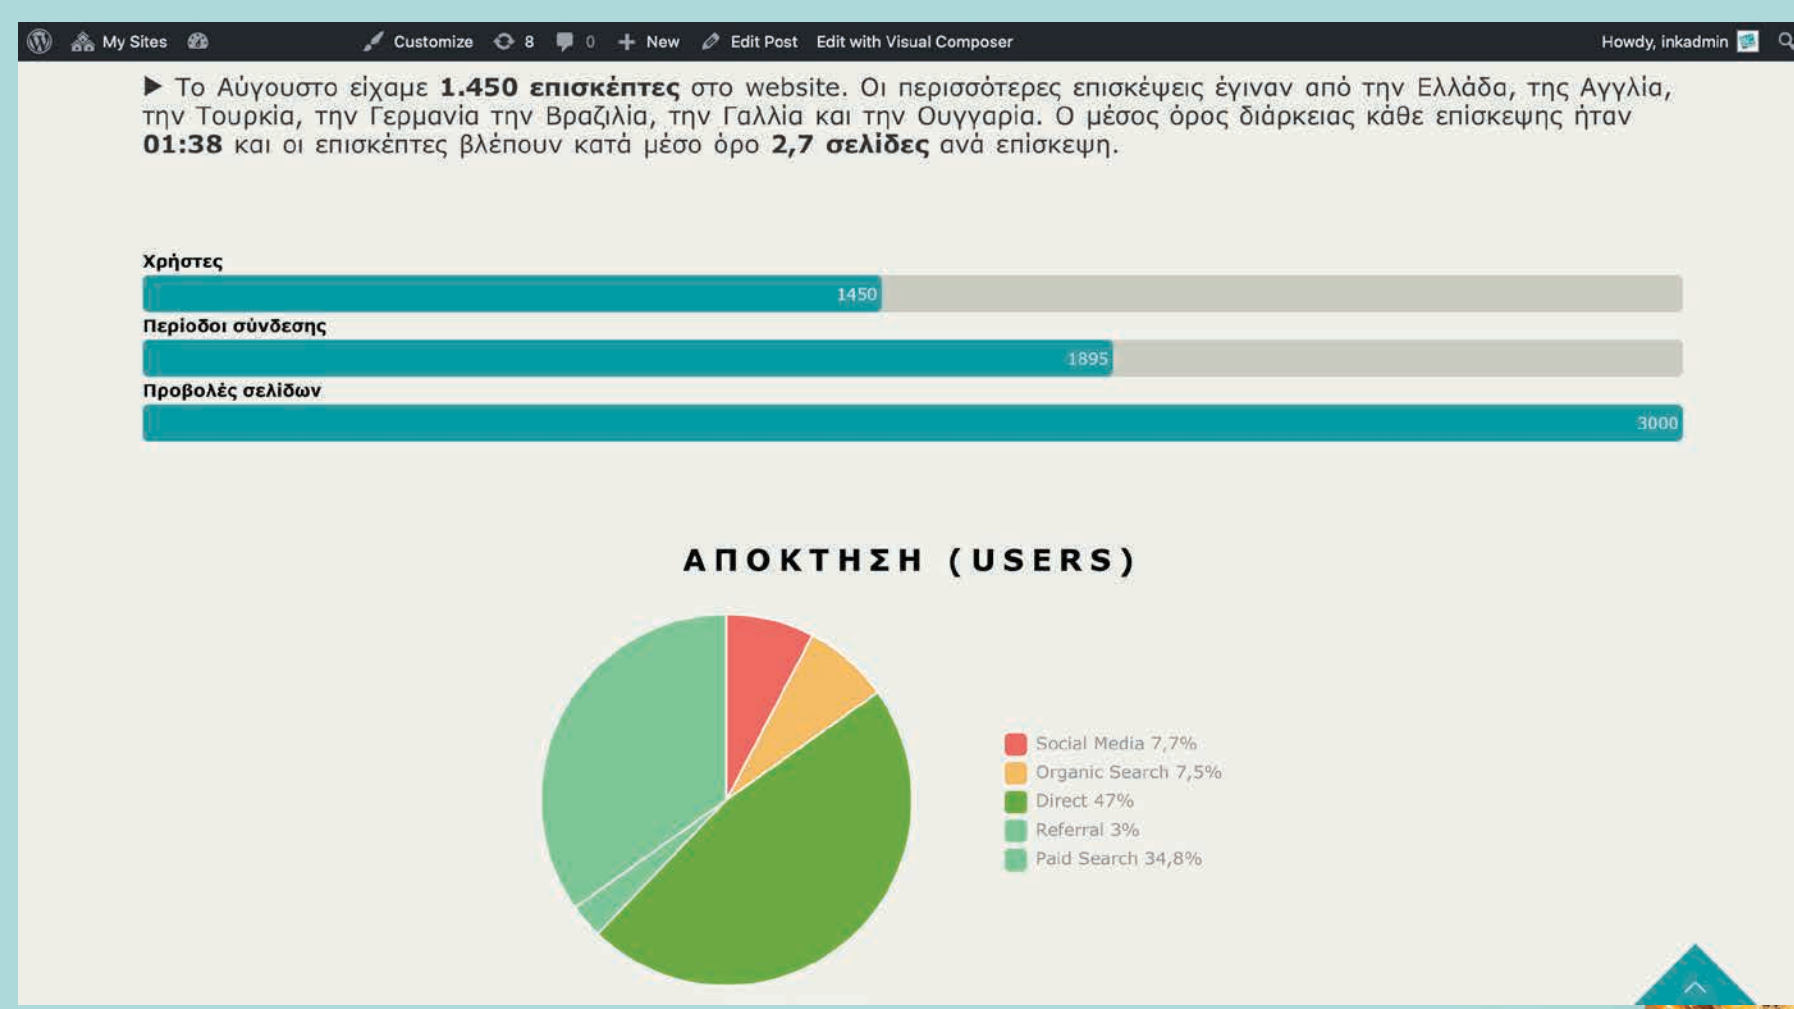 My Sites Customize 8 0 New Edit Post Edit with Visual Composer Howdy, inkadmin
▶ Το Αύγουστο είχαμε 1.450 επισκέπτες στο website. Οι περισσότερες επισκέψεις έγιναν από την Ελλάδα, της Αγγλία,
την Τουρκία, την Γερμανία την Βραζιλία, την Γαλλία και την Ουγγαρία. Ο μέσος όρος διάρκειας κάθε επίσκεψης ήταν
01:38 και οι επισκέπτες βλέπουν κατά μέσο όρο 2,7 σελίδες ανά επίσκεψη.
Χρήστες
1450
Περίοδοι σύνδεσης
1895
Προβολές σελίδων
3000
ΑΠΟΚΤΗΣΗ (USERS)
Social Media 7,7%
Organic Search 7,5%
Direct 47%
Referral 3%
Paid Search 34,8%